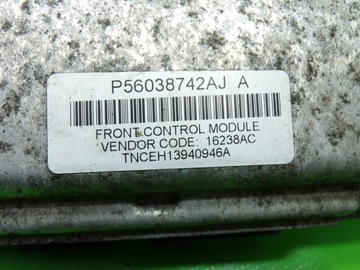 P56038742AJ A
FRONT CONTROL MODULE
VENDOR CODE: 16238AC
TNCEH13940946A